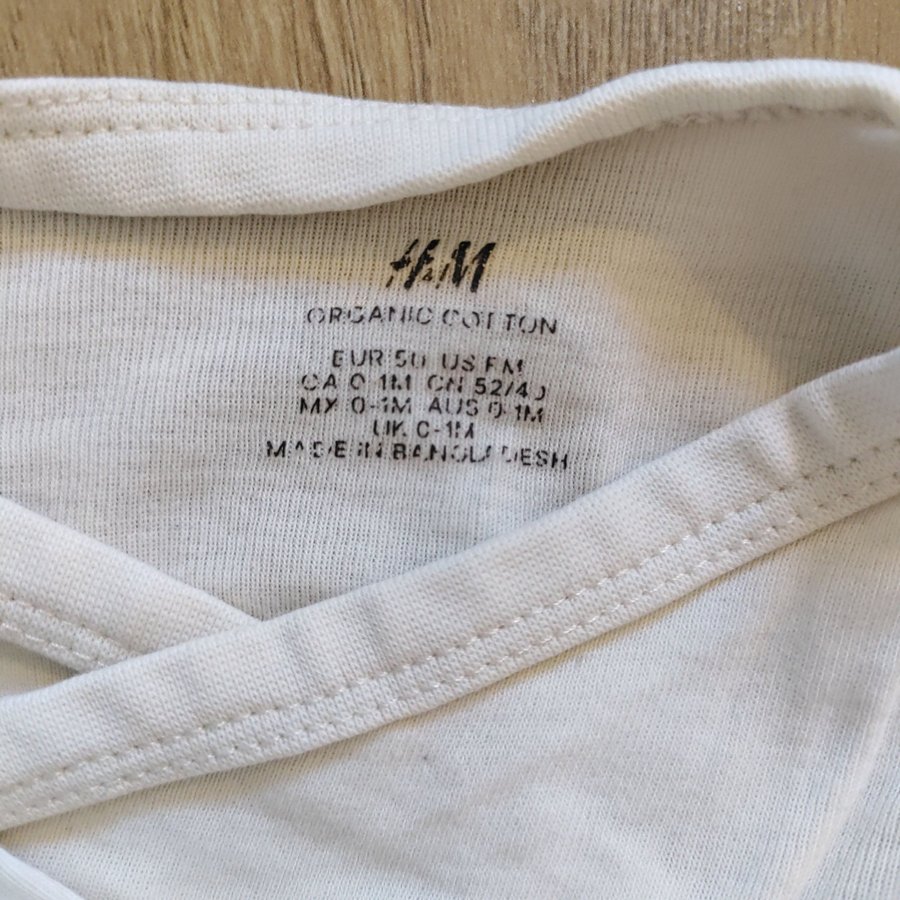 H&M
ORGANIC COTTON
EUR 50 US EM
CA 0-1M CN 52/40
MX 0-1M AUS 0-1M
UK 0-1M
MADE IN BANGLADESH